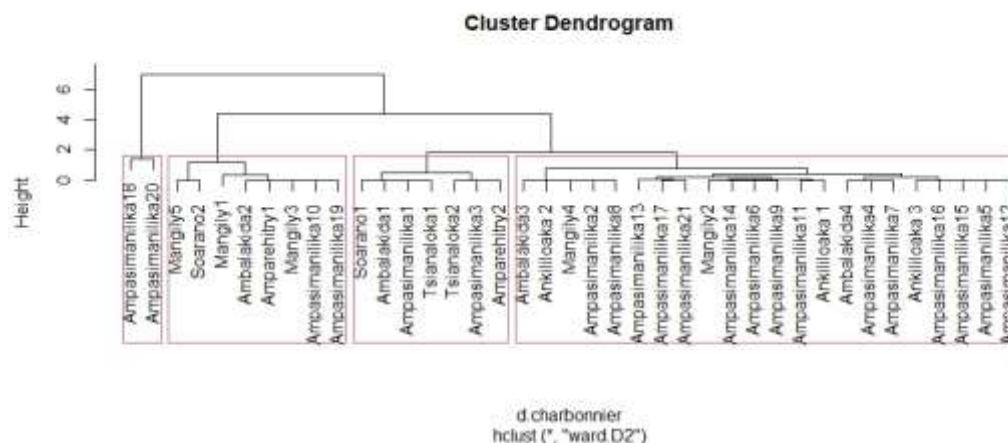 Cluster Dendrogram
Height
0 2 4 6
Ampasimanilika18
Ampasimanilika20
Mangily5
Soarano2
Mangily1
Ambalakida2
Amparehitry1
Mangily3
Ampasimanilika10
Ampasimanilika19
Soarano1
Ambalakida1
Ampasimanilika1
Tsianaloka1
Tsianaloka2
Ampasimanilika3
Amparehitry2
Ambalakida3
Ankililoaka 2
Mangily4
Ampasimanilika2
Ampasimanilika8
Ampasimanilika13
Ampasimanilika17
Ampasimanilika21
Mangily2
Ampasimanilika14
Ampasimanilika6
Ampasimanilika9
Ampasimanilika11
Ankililoaka 1
Ambalakida4
Ampasimanilika4
Ampasimanilika7
Ankililoaka 3
Ampasimanilika16
Ampasimanilika15
Ampasimanilika5
Ampasimanilika12
d.charbonnier
hclust (*, "ward.D2")